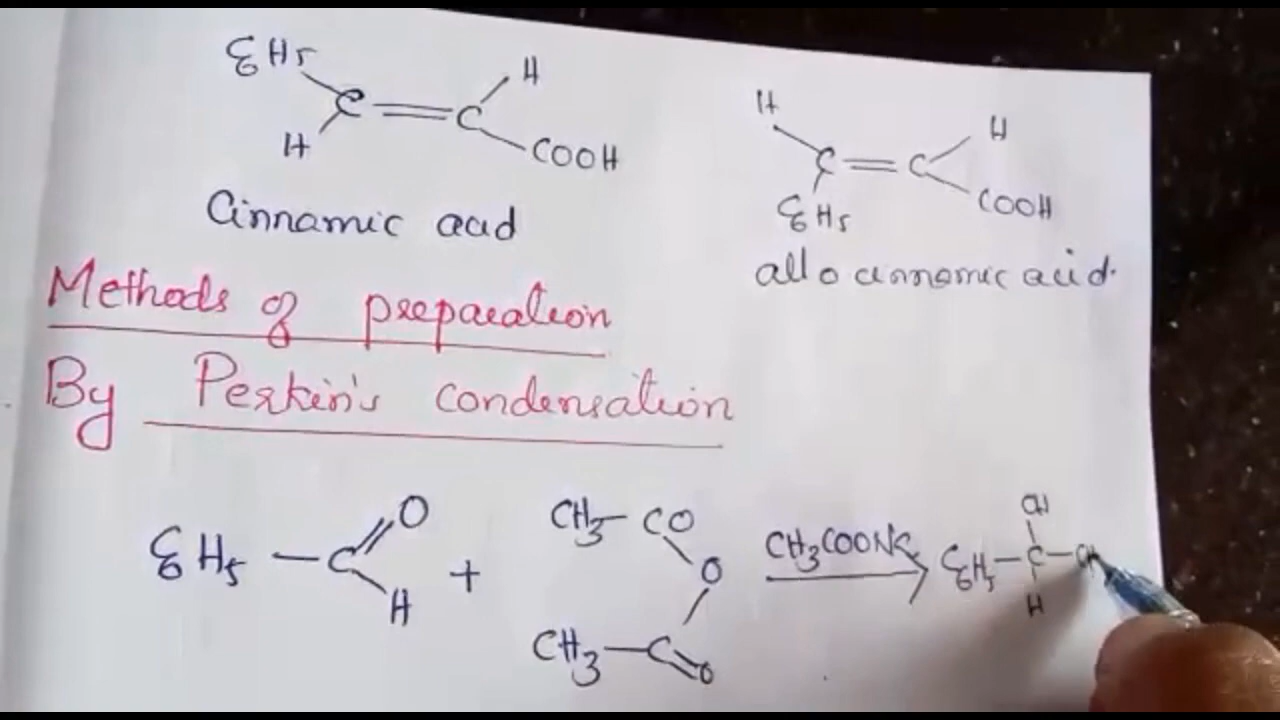 C6H5 H
C = C
H COOH
Cinnamic acid
H H
C = C
C6H5 COOH
allo cinnamic acid.
Methods of preparation
By Perkin's condensation
C6H5 — C O H + CH3 — CO O CH3 — C = O CH3COONa C6H5 — C — H